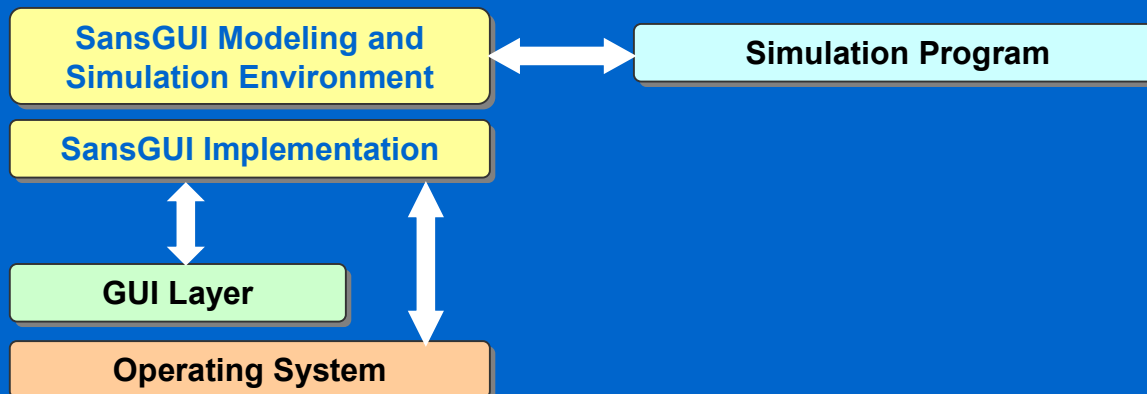 SansGUI Modeling and
Simulation Environment
Simulation Program
SansGUI Implementation
GUI Layer
Operating System